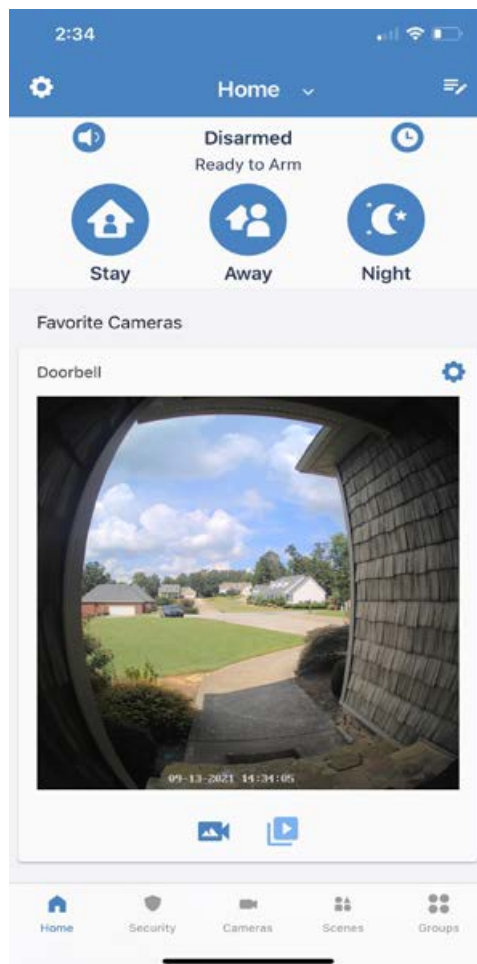 2:34
Home
Disarmed
Ready to Arm
Stay Away Night
Favorite Cameras
Doorbell
09-13-2021 14:34:05
Home Security Cameras Scenes Groups